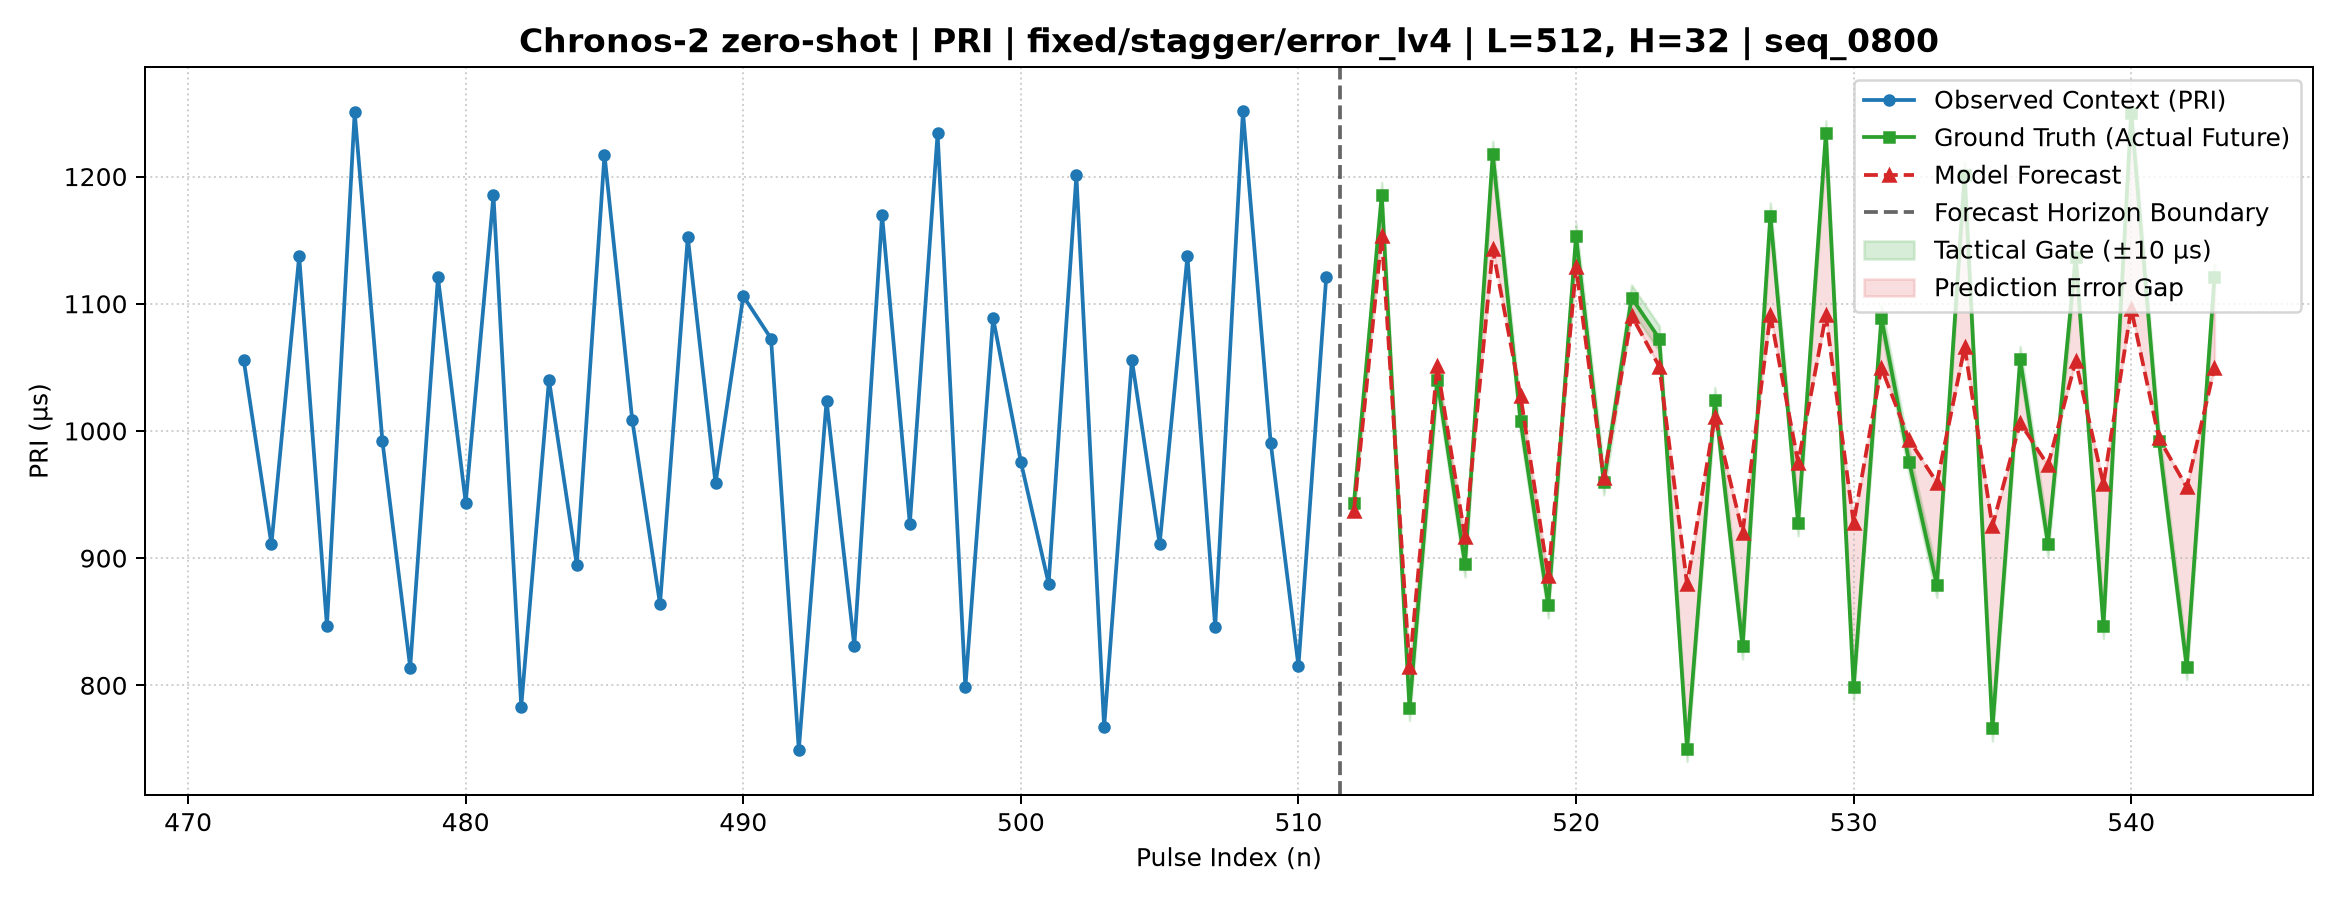 Chronos-2 zero-shot | PRI | fixed/stagger/error_lv4 | L=512, H=32 | seq_0800
Observed Context (PRI)
Ground Truth (Actual Future)
Model Forecast
Forecast Horizon Boundary
Tactical Gate (±10 μs)
Prediction Error Gap
PRI (μs)
1200
1100
1000
900
800
470
480
490
500
510
520
530
540
Pulse Index (n)